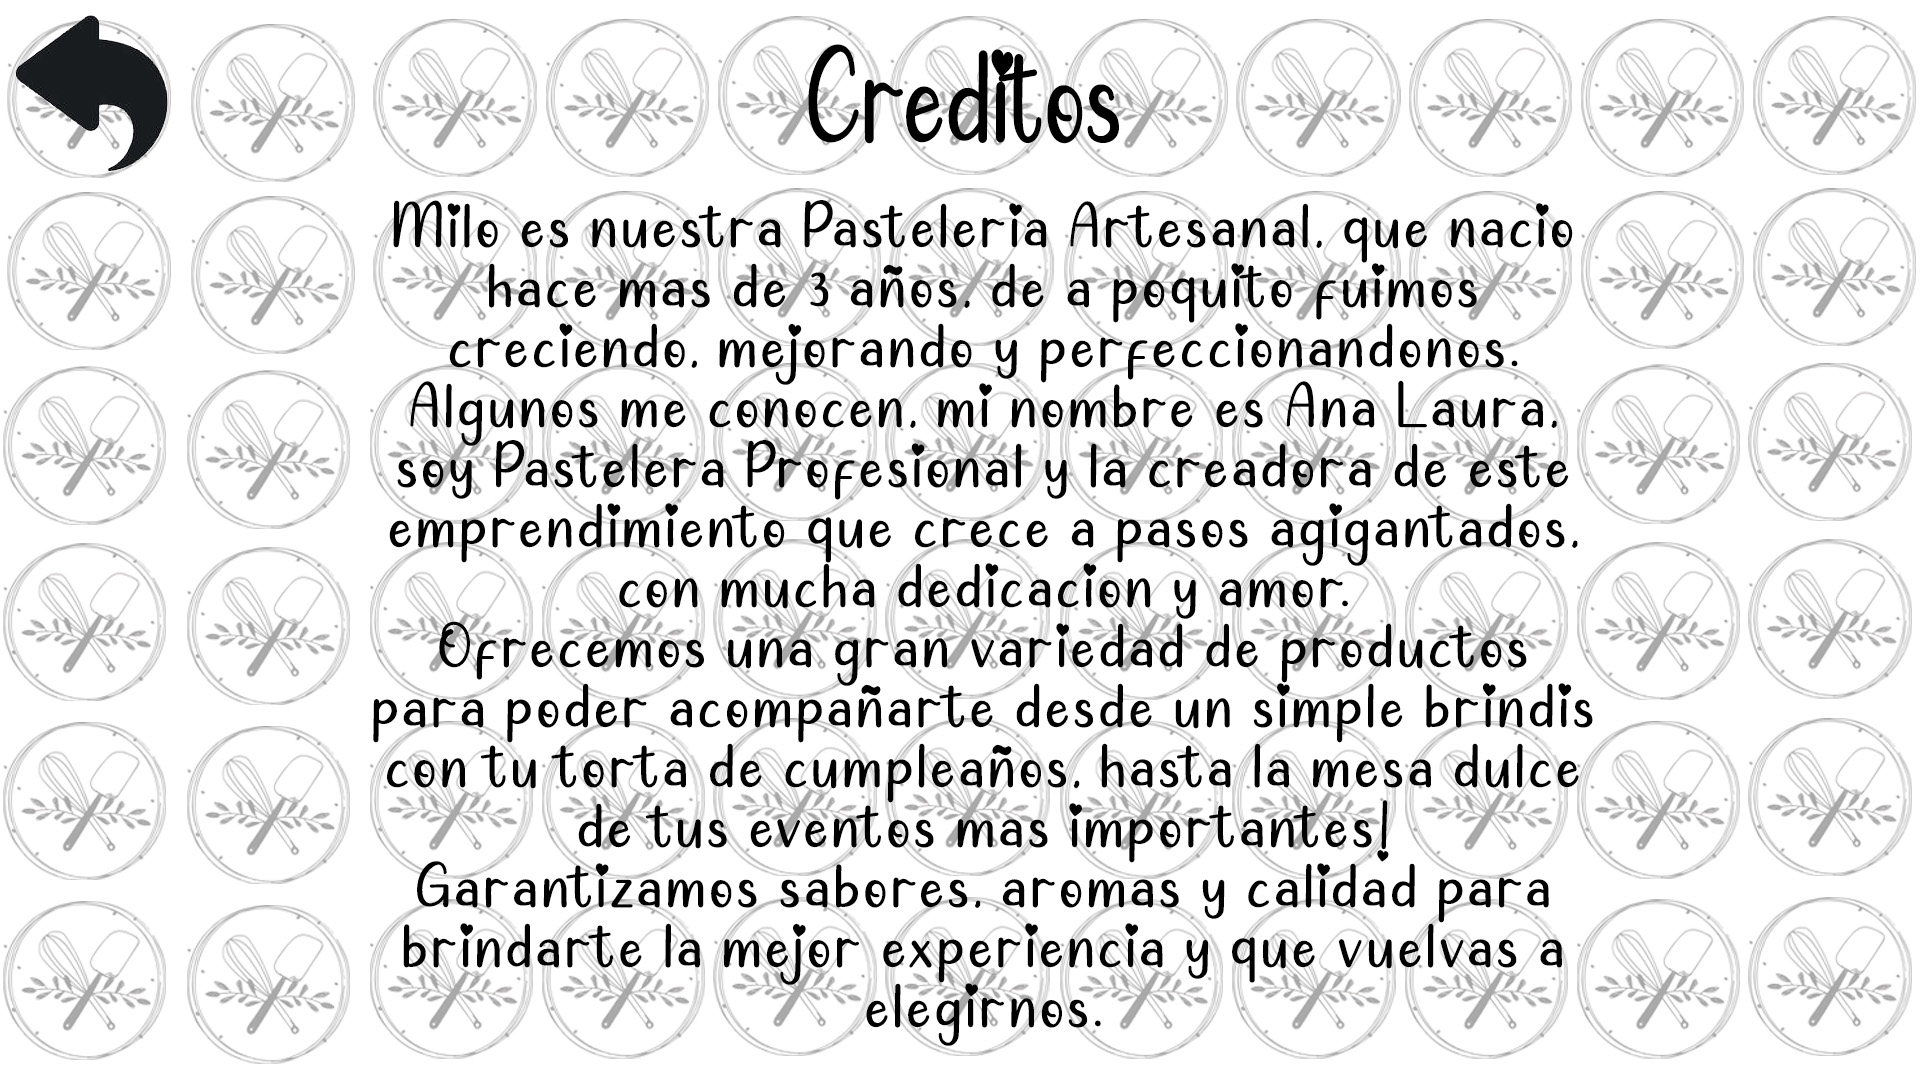 Creditos
Milo es nuestra Pasteleria Artesanal, que nacio
hace mas de 3 años, de a poquito fuimos
creciendo, mejorando y perfeccionandonos.
Algunos me conocen, mi nombre es Ana Laura,
soy Pastelera Profesional y la creadora de este
emprendimiento que crece a pasos agigantados,
con mucha dedicacion y amor.
Ofrecemos una gran variedad de productos
para poder acompañarte desde un simple brindis
con tu torta de cumpleaños, hasta la mesa dulce
de tus eventos mas importantes!
Garantizamos sabores, aromas y calidad para
brindarte la mejor experiencia y que vuelvas a
elegirnos.